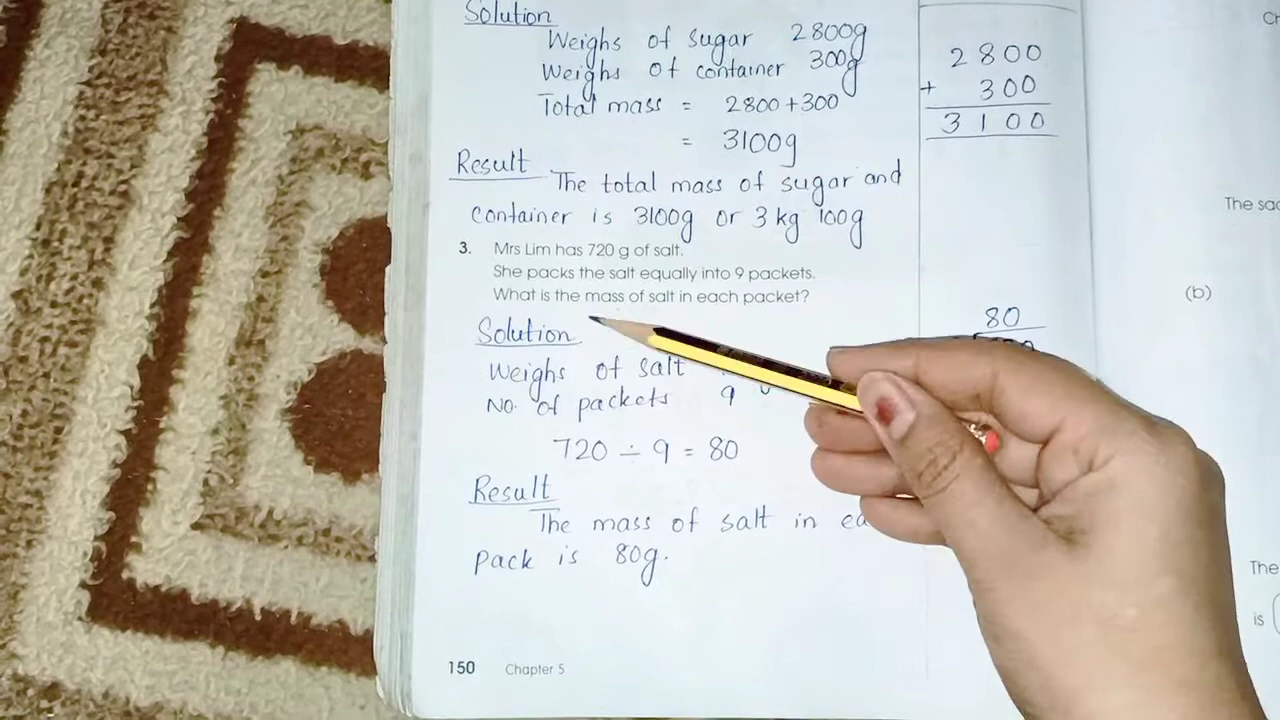 Solution
Weighs of sugar 2800g
Weighs of container 300g
Total mass = 2800+300
= 3100g
2800
+ 300
3100
Result
The total mass of sugar and
container is 3100g or 3 kg 100g
3. Mrs Lim has 720 g of salt.
She packs the salt equally into 9 packets.
What is the mass of salt in each packet?
Solution
Weighs of salt
No. of packets 9
720 ÷ 9 = 80
80
Result
The mass of salt in
pack is 80g.
150 Chapter 5
The
(b)
The
is